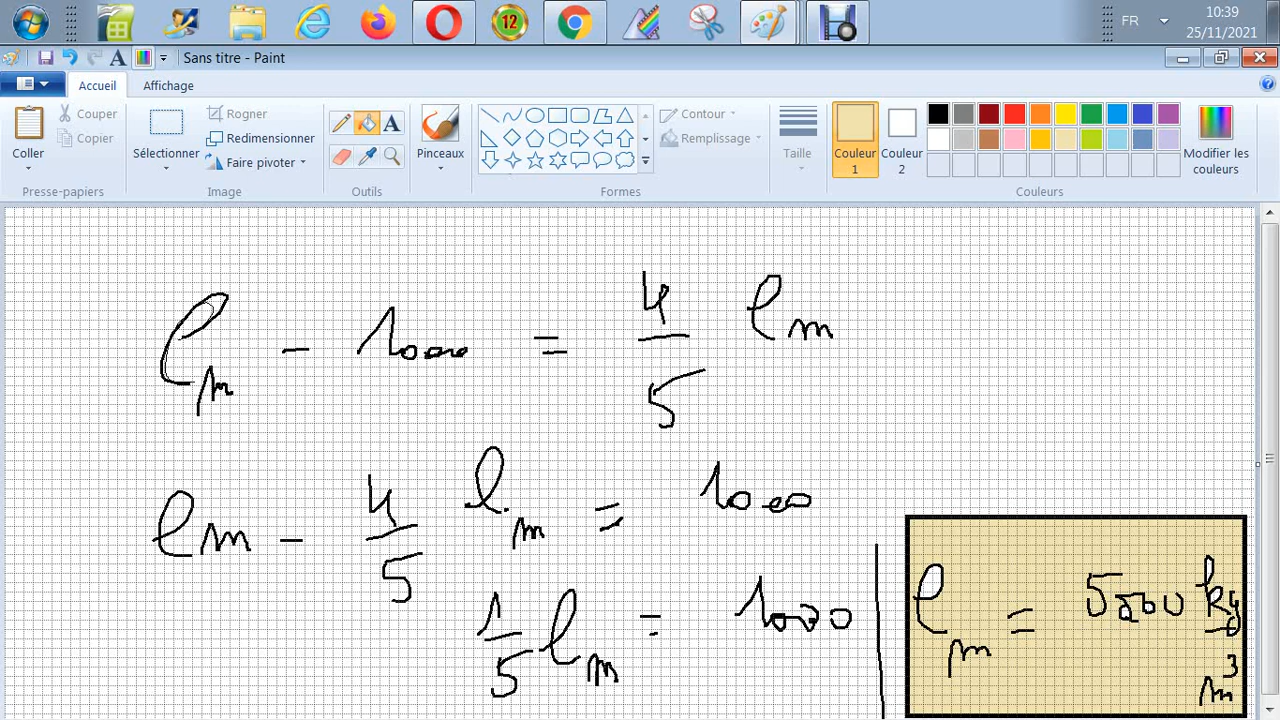 FR
10:39
25/11/2021
12
Sans titre - Paint
Accueil Affichage
Coller
Couper
Copier
Presse-papiers
Sélectionner
Rogner
Redimensionner
Faire pivoter
Image
Outils
Pinceaux
Formes
Contour
Remplissage
Taille
Couleur 1
Couleur 2
Modifier les couleurs
Couleurs
ρm - 1000 = 4/5 ρm
ρm - 4/5 ρm = 1000
1/5 ρm = 1000
ρm = 5000 kg/m³